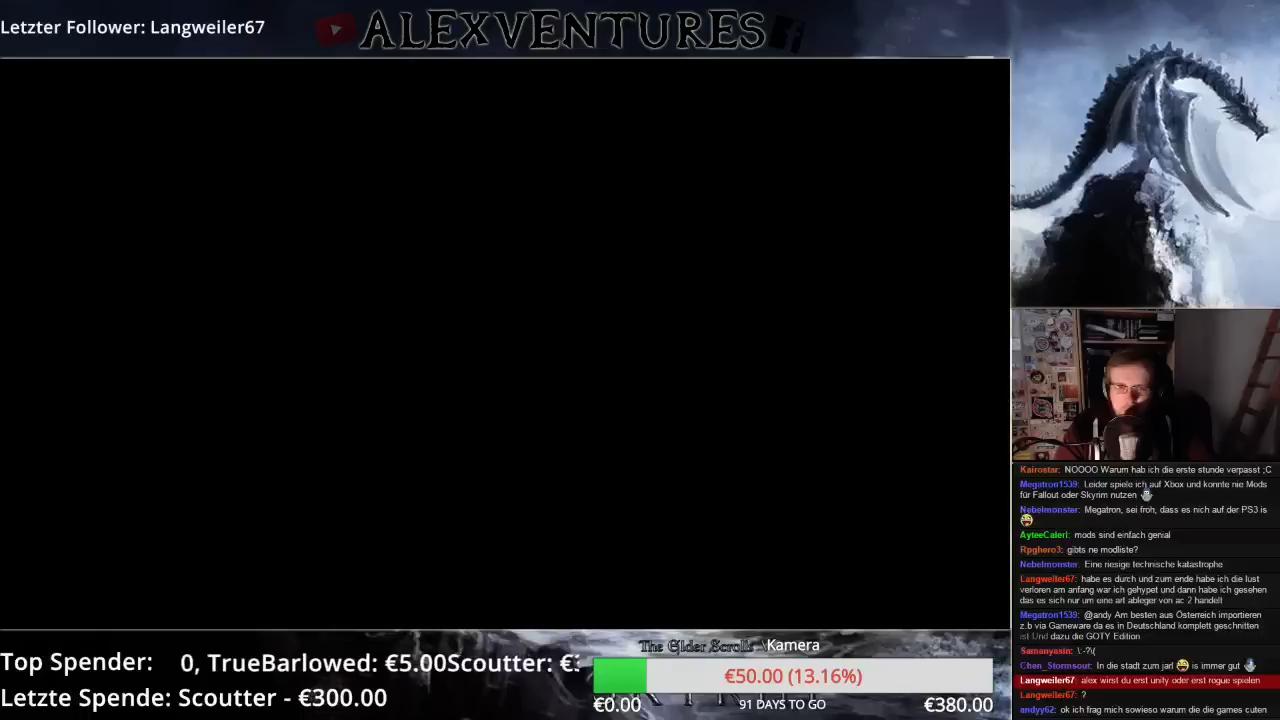 Letzter Follower: Langweiler67
ALEXVENTURES
Kairostar: NOOOO Warum hab ich die erste stunde verpasst ;C
Megatron1539: Leider spiele ich auf Xbox und konnte nie Mods
für Fallout oder Skyrim nutzen
Nebelmonster: Megatron, sei froh, dass es nich auf der PS3 is
AyteeCalerl: mods sind einfach genial
Rpghero3: gibts ne modliste?
Nebelmonster: Eine riesige technische katastrophe
Langweiler67: habe es durch und zum ende habe ich die lust
verloren am anfang war ich gehypet und dann habe ich gesehen
das es sich nur um eine art ableger von ac 2 handelt
Megatron1539: @andy Am besten aus Österreich importieren
z.b via Gameware da es in Deutschland komplett geschnitten
ist Und dazu die GOTY Edition
Samanyasin: \:-?\(
Chen_Stormsour: In die stadt zum jarl is immer gut
Langweiler67: alex wirst du erst unity oder erst rogue spielen
Langweiler67: ?
andyy62: ok ich frag mich sowieso warum die die games cuten
The Elder Scrolls Kamera
Top Spender: 0, TrueBarlowed: €5.00Scoutter: €
€50.00 (13.16%)
Letzte Spende: Scoutter - €300.00
€0.00 91 DAYS TO GO €380.00